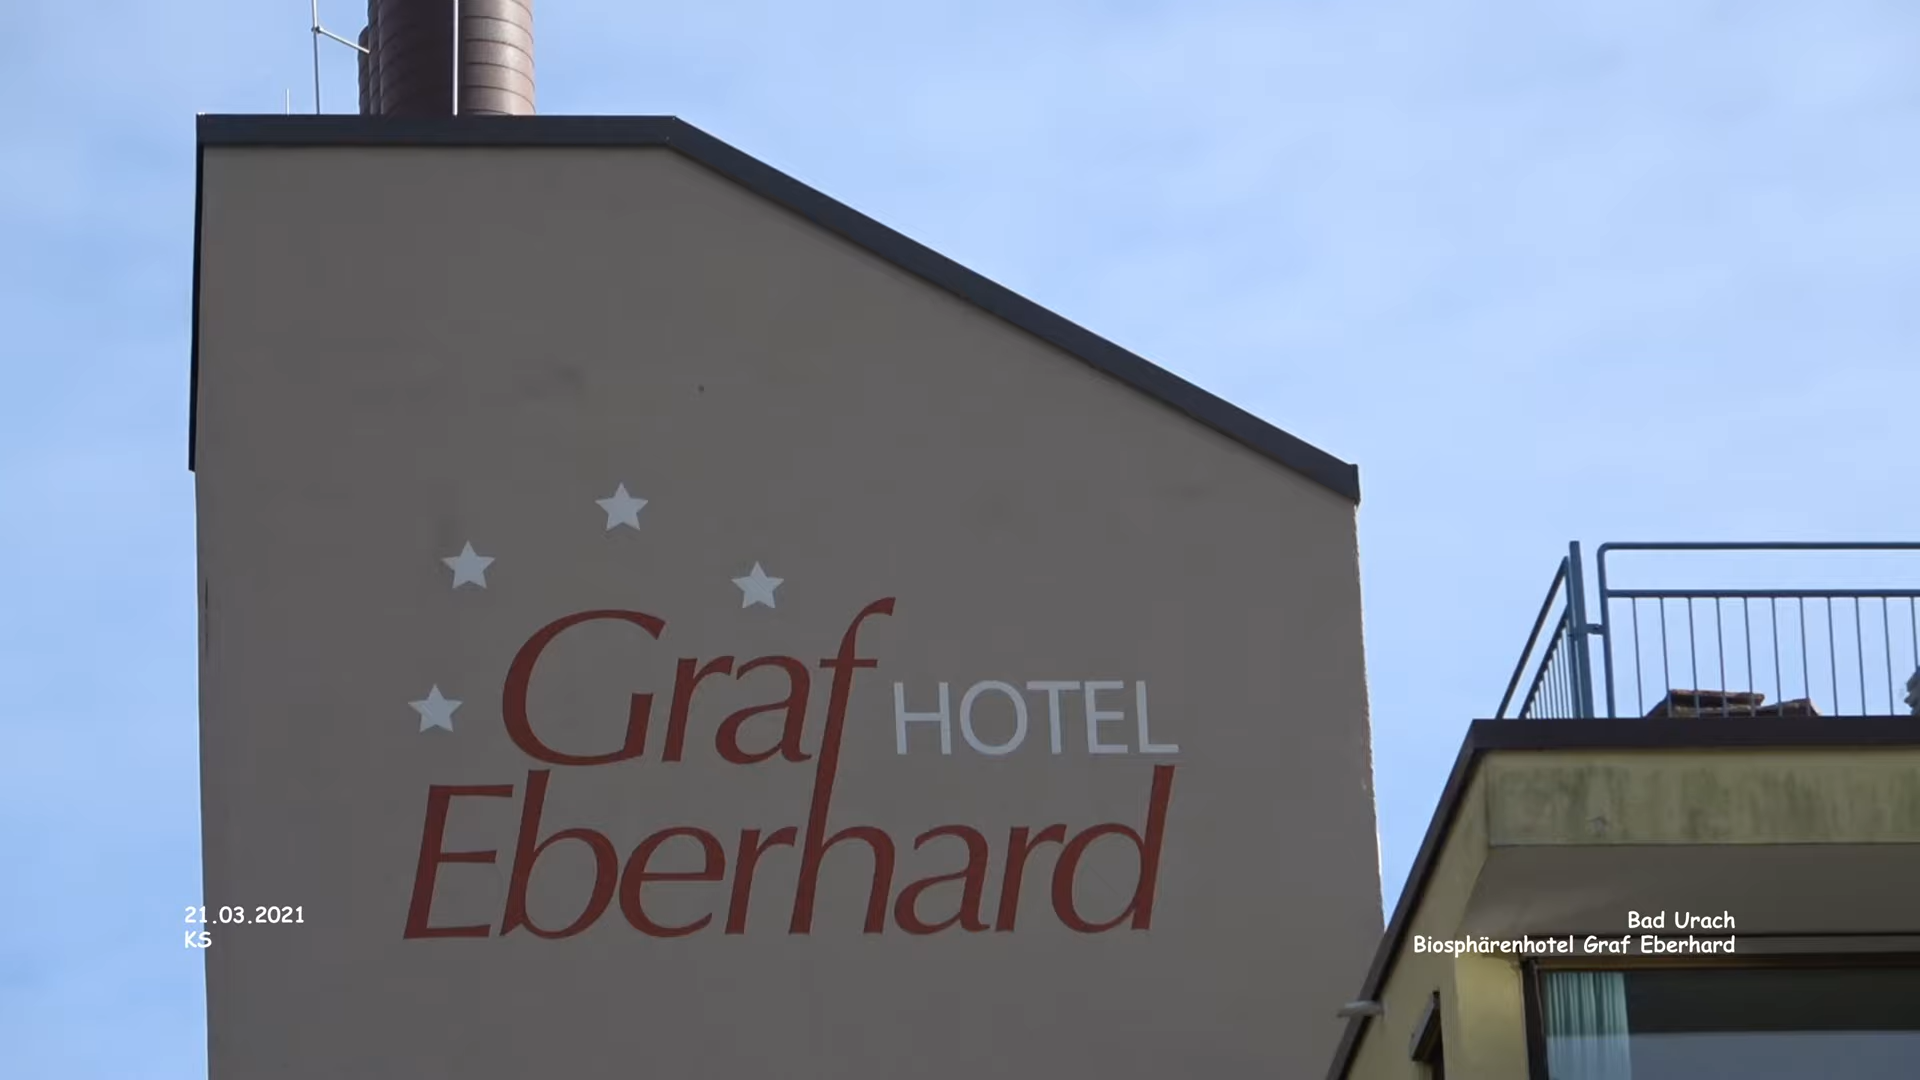 Graf HOTEL
Eberhard
21.03.2021
KS
Bad Urach
Biosphärenhotel Graf Eberhard